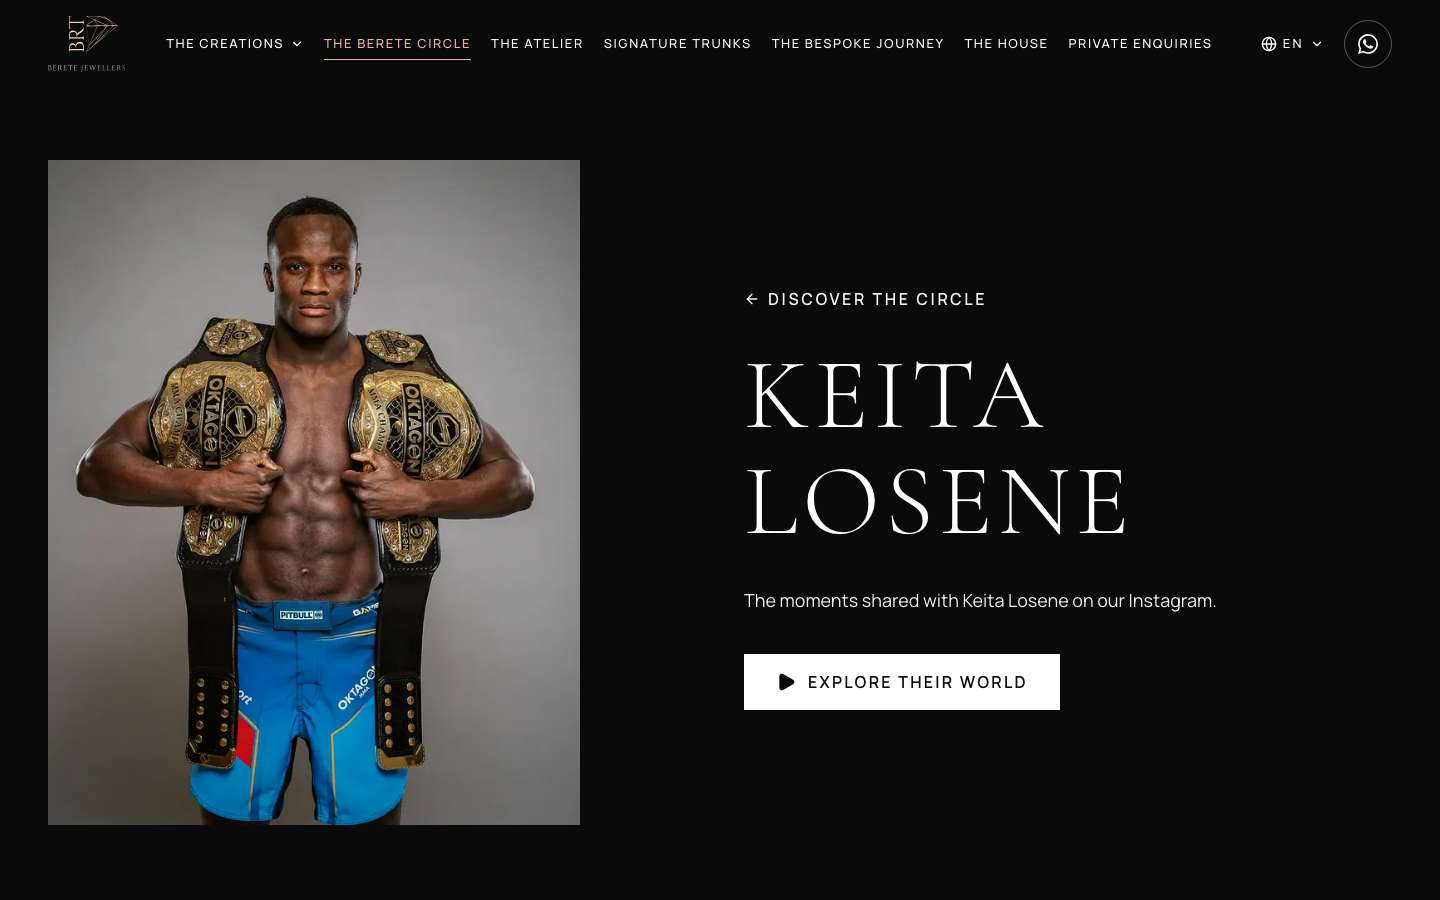 BRT
BERETE JEWELLERS
THE CREATIONS
THE BERETE CIRCLE
THE ATELIER
SIGNATURE TRUNKS
THE BESPOKE JOURNEY
THE HOUSE
PRIVATE ENQUIRIES
EN
OKTAGON
OKTAGON
PITBULL
OKTAGON
MMA
← DISCOVER THE CIRCLE
KEITA
LOSENE
The moments shared with Keita Losene on our Instagram.
EXPLORE THEIR WORLD